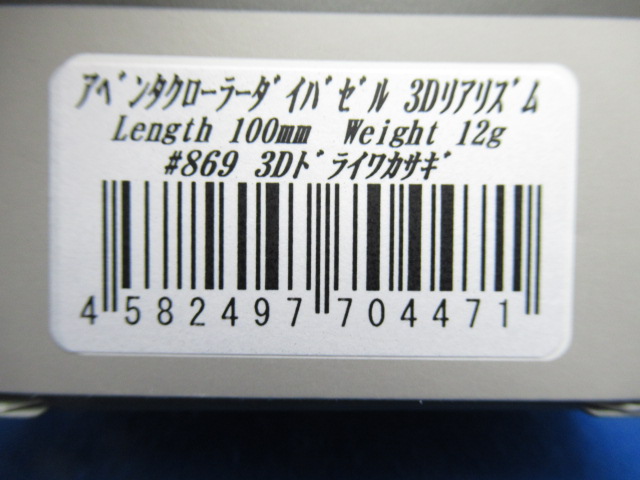 ｱﾍﾞﾝﾀｸﾛｰﾗｰﾀﾞｲﾊﾞｾﾞﾙ 3Dﾘｱﾘｽﾞﾑ
Length 100mm Weight 12g
#869 3Dﾄﾞﾗｲﾜｶｻｷﾞ
4 582497 704471